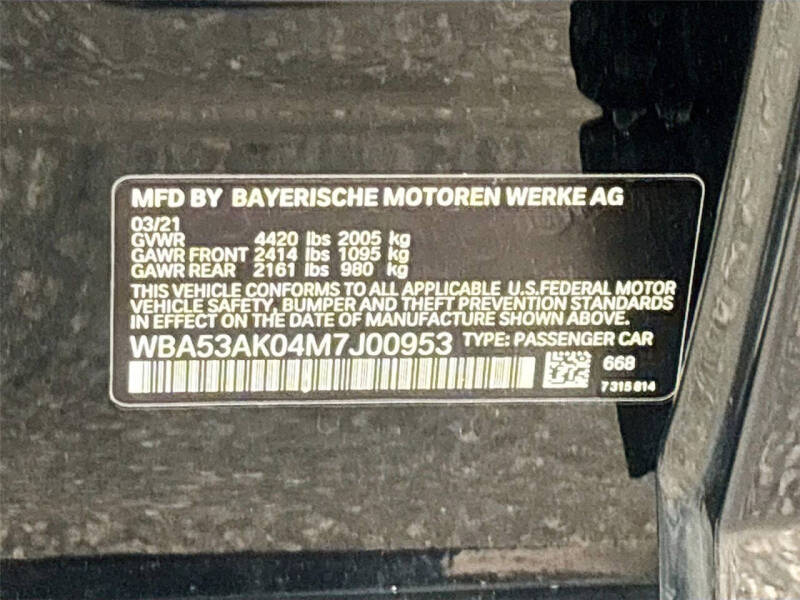 MFD BY BAYERISCHE MOTOREN WERKE AG
03/21
GVWR 4420 lbs 2005 kg
GAWR FRONT 2414 lbs 1095 kg
GAWR REAR 2161 lbs 980 kg
THIS VEHICLE CONFORMS TO ALL APPLICABLE U.S.FEDERAL MOTOR
VEHICLE SAFETY, BUMPER AND THEFT PREVENTION STANDARDS
IN EFFECT ON THE DATE OF MANUFACTURE SHOWN ABOVE.
WBA53AK04M7J00953 TYPE: PASSENGER CAR
668
7 315 814